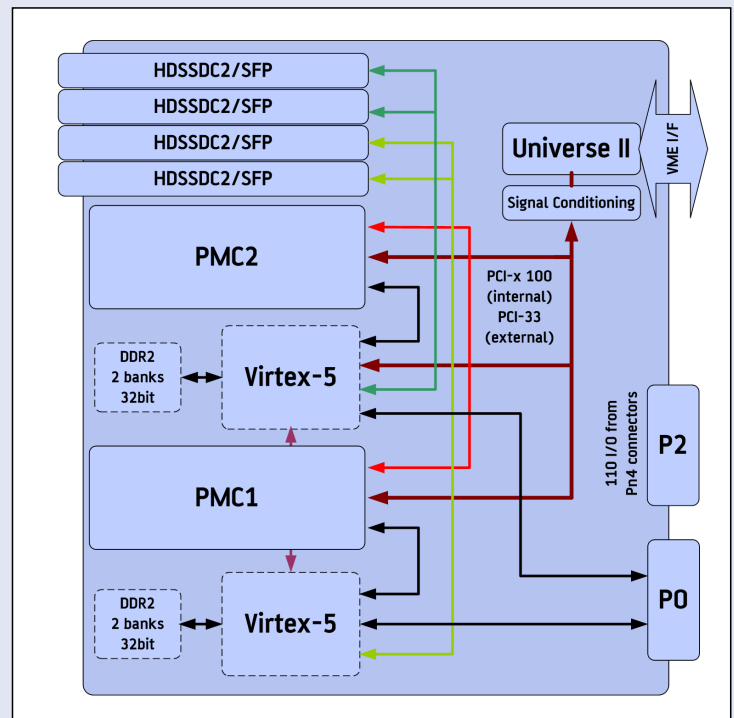 HDSSDC2/SFP
HDSSDC2/SFP
HDSSDC2/SFP
HDSSDC2/SFP
Universe II
VME I/F
Signal Conditioning
PMC2
PCI-x 100
(internal)
PCI-33
(external)
DDR2
2 banks
32bit
Virtex-5
110 I/O from
Pn4 connectors
P2
PMC1
DDR2
2 banks
32bit
Virtex-5
P0